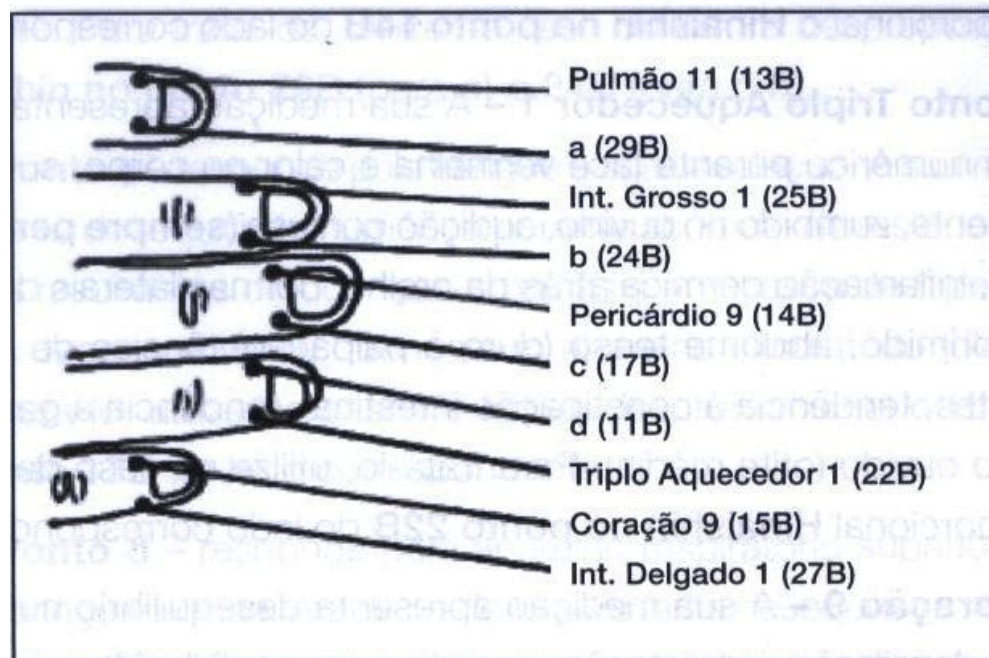 Pulmão 11 (13B)
a (29B)
Int. Grosso 1 (25B)
b (24B)
Pericárdio 9 (14B)
c (17B)
d (11B)
Triplo Aquecedor 1 (22B)
Coração 9 (15B)
Int. Delgado 1 (27B)